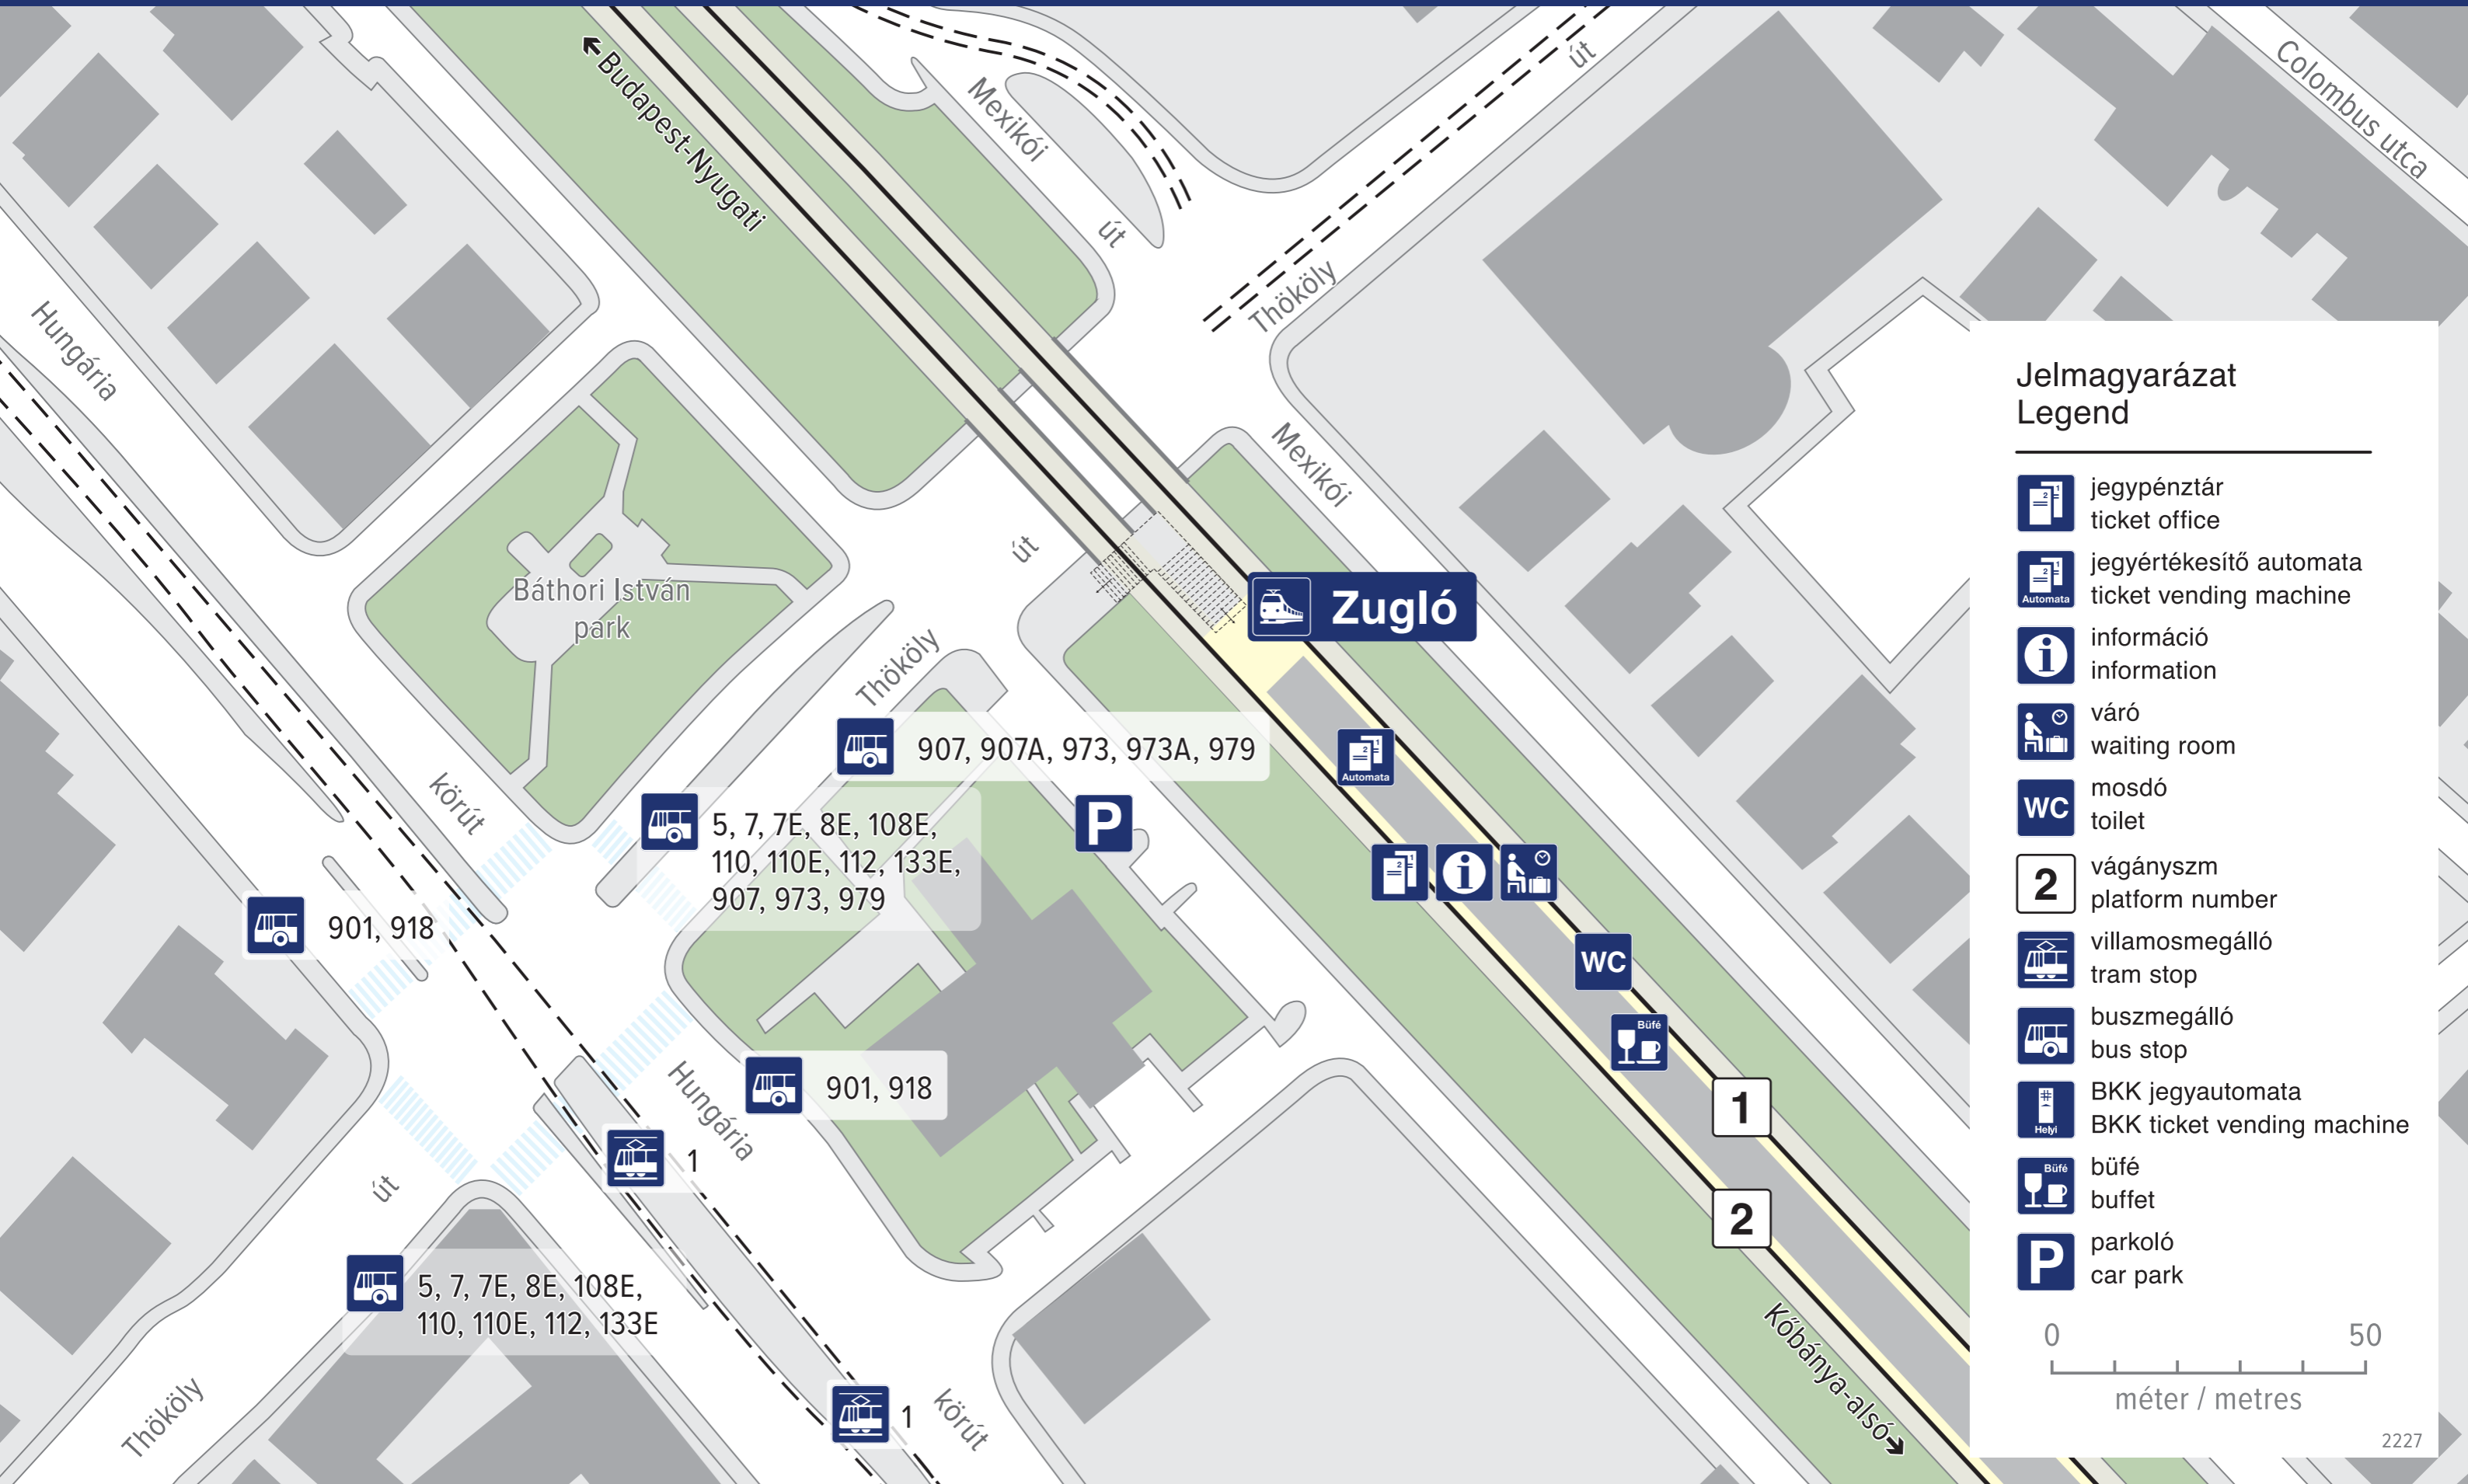 Budapest-Nyugati
Mexikói
út
út
Thököly
Colombus utca
Hungária
Mexikói
út
Báthori István
park
Zugló
Thököly
907, 907A, 973, 973A, 979
Automata
körút
5, 7, 7E, 8E, 108E,
110, 110E, 112, 133E,
907, 973, 979
P
901, 918
WC
Büfé
Hungária
901, 918
1
1
2
út
5, 7, 7E, 8E, 108E,
110, 110E, 112, 133E
Thököly
1
körút
Kőbánya-alsó
Jelmagyarázat
Legend
jegypénztár
ticket office
Automata
jegyértékesítő automata
ticket vending machine
információ
information
váró
waiting room
WC
mosdó
toilet
2
vágányszm
platform number
villamosmegálló
tram stop
buszmegálló
bus stop
Helyi
BKK jegyautomata
BKK ticket vending machine
Büfé
büfé
buffet
P
parkoló
car park
0 50
méter / metres
2227